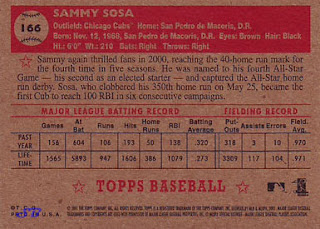 166
SAMMY SOSA
Outfield: Chicago Cubs Home: San Pedro de Macoris, D.R.
Born: Nov. 12, 1968, San Pedro de Macoris, D.R. Eyes: Brown Hair: Black
Ht.: 6'0" Wt.: 210 Bats: Right Throws: Right
Sammy again thrilled fans in 2000, reaching the 40-home run mark for
the fourth time in five seasons. He was named to his fourth All-Star
Game — his second as an elected starter — and captured the All-Star home
run derby. Sosa, who clobbered his 350th home run on May 25, became the
first Cub to reach 100 RBI in six consecutive campaigns.
MAJOR LEAGUE BATTING RECORD FIELDING RECORD
Games At Bat Runs Hits Home Runs RBI Batting Average Put-Outs Assists Errors Field. Avg.
PAST YEAR 156 604 106 193 50 138 .320 318 3 10 .970
LIFE-TIME 1565 5893 947 1606 386 1079 .273 3309 117 104 .971
TOPPS BASEBALL